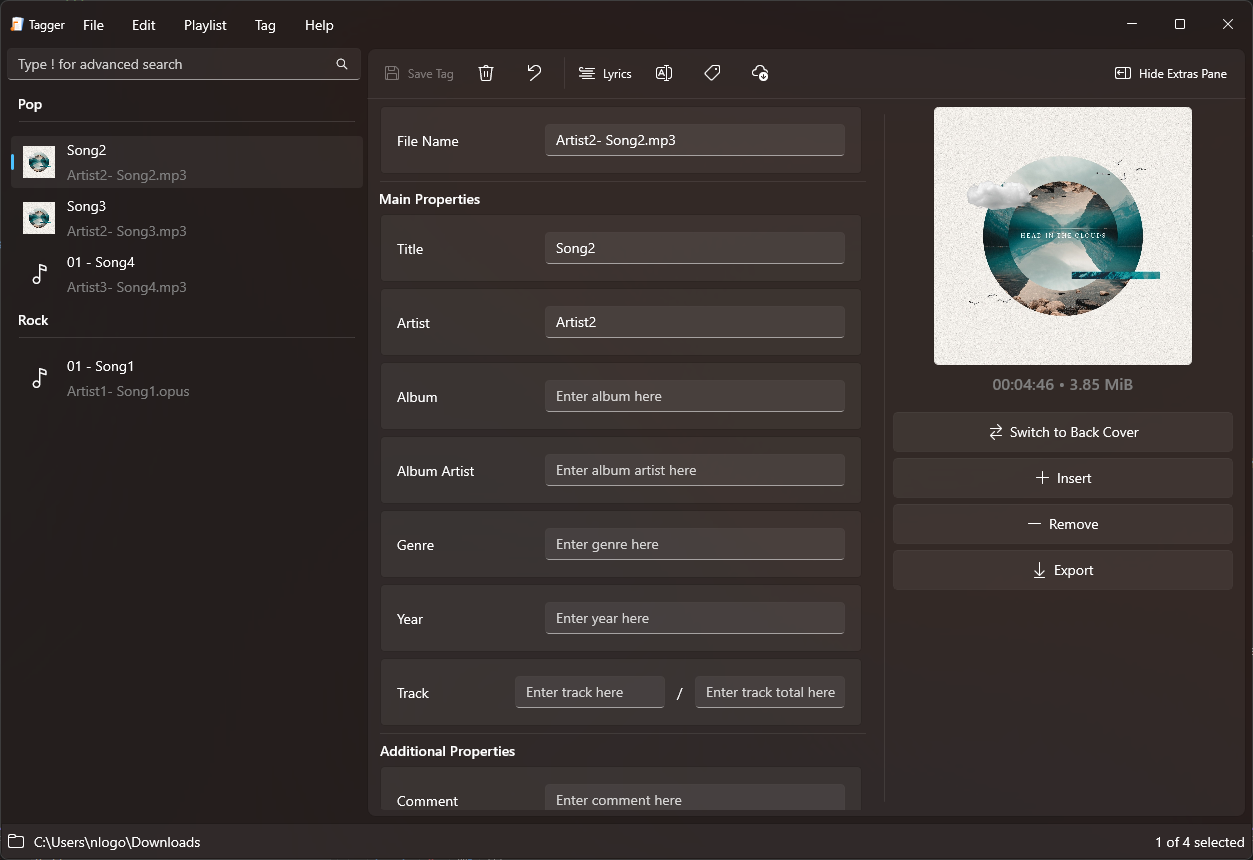 Tagger File Edit Playlist Tag Help
Type ! for advanced search
Save Tag Lyrics Hide Extras Pane
Pop
Song2
Artist2- Song2.mp3
Song3
Artist2- Song3.mp3
01 - Song4
Artist3- Song4.mp3
Rock
01 - Song1
Artist1- Song1.opus
File Name Artist2- Song2.mp3
Main Properties
Title Song2
Artist Artist2
Album Enter album here
Album Artist Enter album artist here
Genre Enter genre here
Year Enter year here
Track Enter track here / Enter track total here
Additional Properties
Comment Enter comment here
HEAD IN THE CLOUDS
00:04:46 • 3.85 MiB
Switch to Back Cover
Insert
Remove
Export
C:\Users\nlogo\Downloads
1 of 4 selected